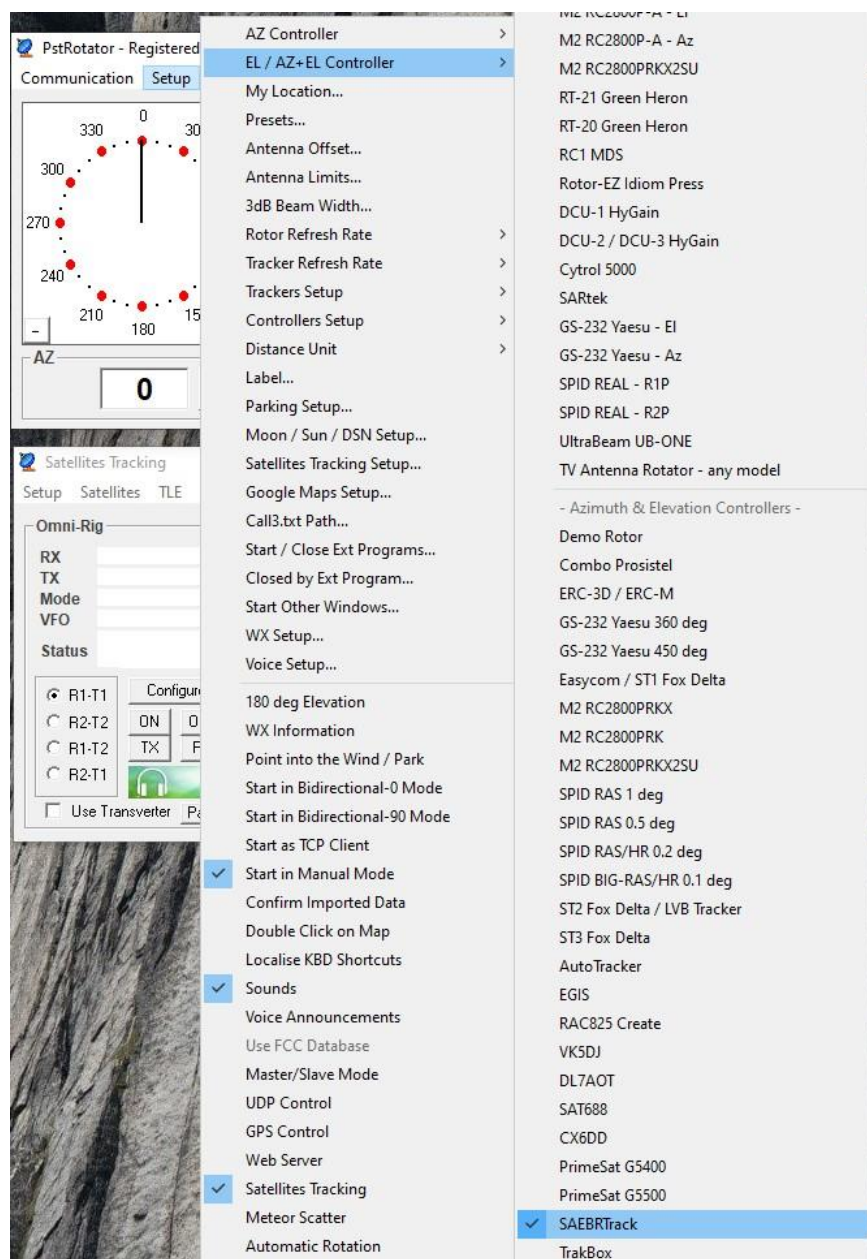 PstRotator - Registered
Communication Setup
0
330
30
300
270
240
210
15
180
-
AZ
0
Satellites Tracking
Setup Satellites TLE
Omni-Rig
RX
TX
Mode
VFO
Status
R1-T1
R2-T2
R1-T2
R2-T1
Configure
ON
TX
Use Transverter
AZ Controller >
EL / AZ+EL Controller >
My Location...
Presets...
Antenna Offset...
Antenna Limits...
3dB Beam Width...
Rotor Refresh Rate >
Tracker Refresh Rate >
Trackers Setup >
Controllers Setup >
Distance Unit >
Label...
Parking Setup...
Moon / Sun / DSN Setup...
Satellites Tracking Setup...
Google Maps Setup...
Call3.txt Path...
Start / Close Ext Programs...
Closed by Ext Program...
Start Other Windows...
WX Setup...
Voice Setup...
180 deg Elevation
WX Information
Point into the Wind / Park
Start in Bidirectional-0 Mode
Start in Bidirectional-90 Mode
Start as TCP Client
Start in Manual Mode
Confirm Imported Data
Double Click on Map
Localise KBD Shortcuts
Sounds
Voice Announcements
Use FCC Database
Master/Slave Mode
UDP Control
GPS Control
Web Server
Satellites Tracking
Meteor Scatter
Automatic Rotation
M2 RC2800P-A - El
M2 RC2800P-A - Az
M2 RC2800PRKX2SU
RT-21 Green Heron
RT-20 Green Heron
RC1 MDS
Rotor-EZ Idiom Press
DCU-1 HyGain
DCU-2 / DCU-3 HyGain
Cytrol 5000
SARtek
GS-232 Yaesu - El
GS-232 Yaesu - Az
SPID REAL - R1P
SPID REAL - R2P
UltraBeam UB-ONE
TV Antenna Rotator - any model
- Azimuth & Elevation Controllers -
Demo Rotor
Combo Prosistel
ERC-3D / ERC-M
GS-232 Yaesu 360 deg
GS-232 Yaesu 450 deg
Easycom / ST1 Fox Delta
M2 RC2800PRKX
M2 RC2800PRK
M2 RC2800PRKX2SU
SPID RAS 1 deg
SPID RAS 0.5 deg
SPID RAS/HR 0.2 deg
SPID BIG-RAS/HR 0.1 deg
ST2 Fox Delta / LVB Tracker
ST3 Fox Delta
AutoTracker
EGIS
RAC825 Create
VK5DJ
DL7AOT
SAT688
CX6DD
PrimeSat G5400
PrimeSat G5500
SAEBRTrack
TrakBox